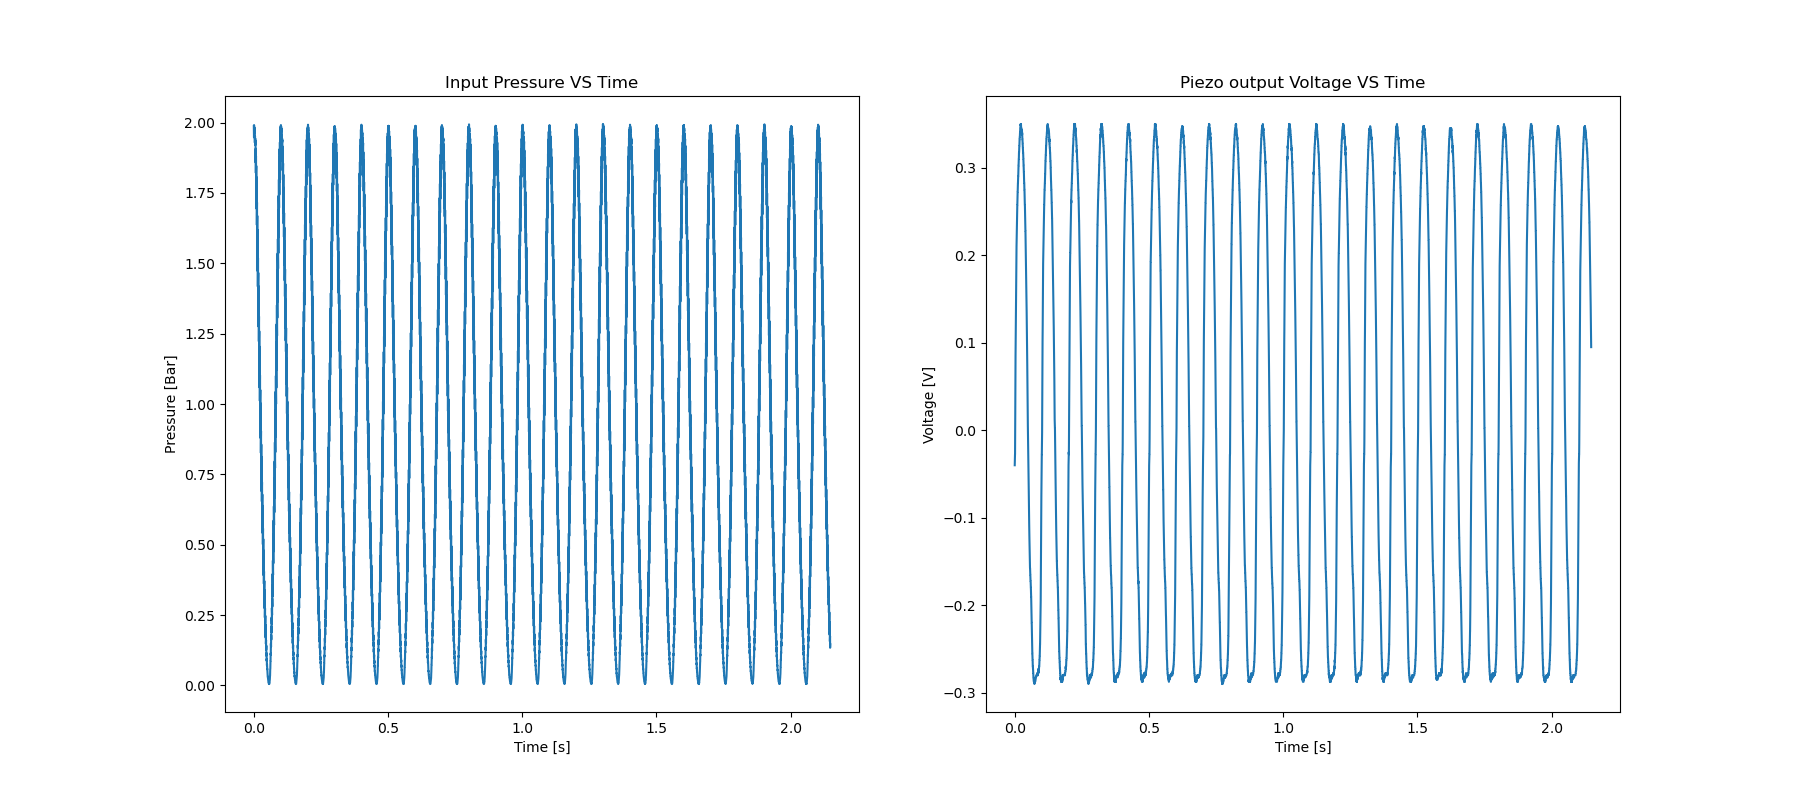 Input Pressure VS Time
Pressure [Bar]
2.00
1.75
1.50
1.25
1.00
0.75
0.50
0.25
0.00
0.0 0.5 1.0 1.5 2.0
Time [s]
Piezo output Voltage VS Time
Voltage [V]
0.3
0.2
0.1
0.0
−0.1
−0.2
−0.3
0.0 0.5 1.0 1.5 2.0
Time [s]